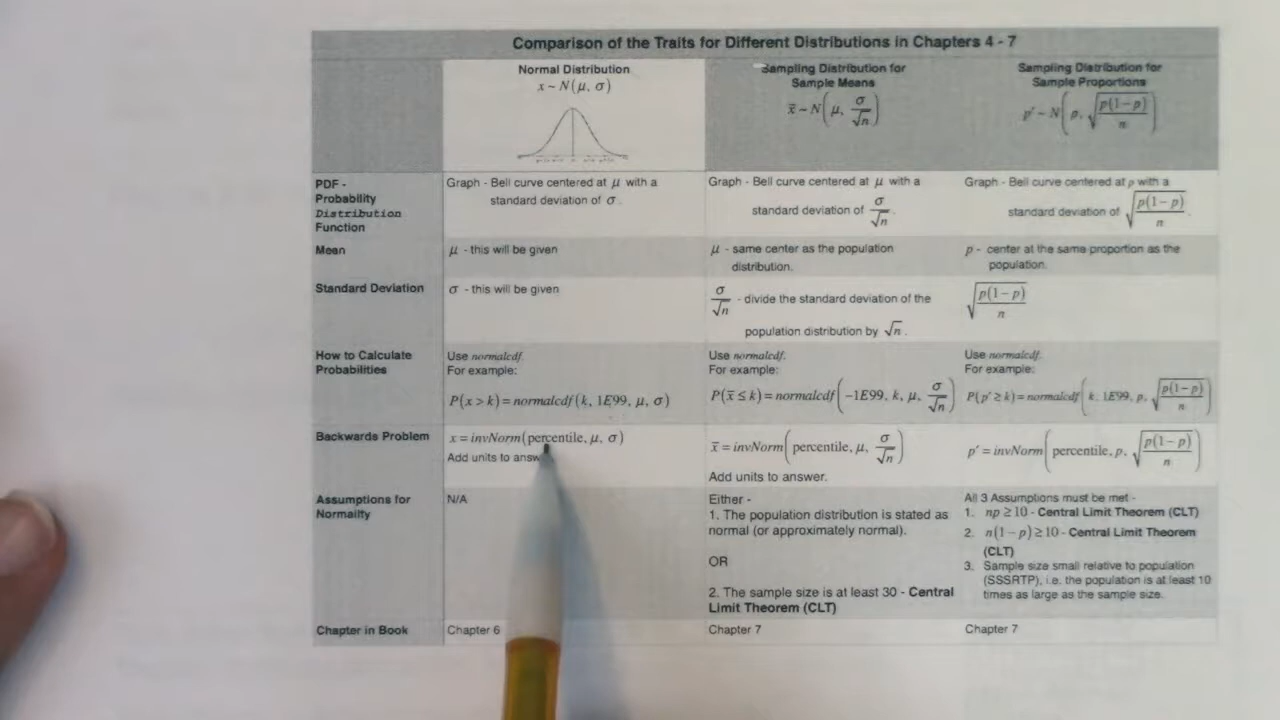 Comparison of the Traits for Different Distributions in Chapters 4 - 7
Normal Distribution
x ~ N(μ, σ)
Sampling Distribution for
Sample Means
x̄ ~ N(μ, σ/√n)
Sampling Distribution for
Sample Proportions
p′ ~ N(p, √(p(1−p)/n))
PDF -
Probability
Distribution
Function
Graph - Bell curve centered at μ with a
standard deviation of σ.
Graph - Bell curve centered at μ with a
standard deviation of σ/√n.
Graph - Bell curve centered at p with a
standard deviation of √(p(1−p)/n).
Mean
μ - this will be given
μ - same center as the population
distribution.
p - center at the same proportion as the
population.
Standard Deviation
σ - this will be given
σ/√n - divide the standard deviation of the
population distribution by √n.
√(p(1−p)/n)
How to Calculate
Probabilities
Use normalcdf.
For example:
P(x > k) = normalcdf(k, 1E99, μ, σ)
Use normalcdf.
For example:
P(x̄ ≤ k) = normalcdf(−1E99, k, μ, σ/√n)
Use normalcdf.
For example:
P(p′ ≥ k) = normalcdf(k, 1E99, p, √(p(1−p)/n))
Backwards Problem
x = invNorm(percentile, μ, σ)
Add units to answ
x̄ = invNorm(percentile, μ, σ/√n)
Add units to answer.
p′ = invNorm(percentile, p, √(p(1−p)/n))
Assumptions for
Normailty
N/A
Either -
1. The population distribution is stated as
normal (or approximately normal).
OR
2. The sample size is at least 30 - Central
Limit Theorem (CLT)
All 3 Assumptions must be met -
1. np ≥ 10 - Central Limit Theorem (CLT)
2. n(1−p) ≥ 10 - Central Limit Theorem
(CLT)
3. Sample size small relative to population
(SSSRTP), i.e. the population is at least 10
times as large as the sample size.
Chapter in Book
Chapter 6
Chapter 7
Chapter 7